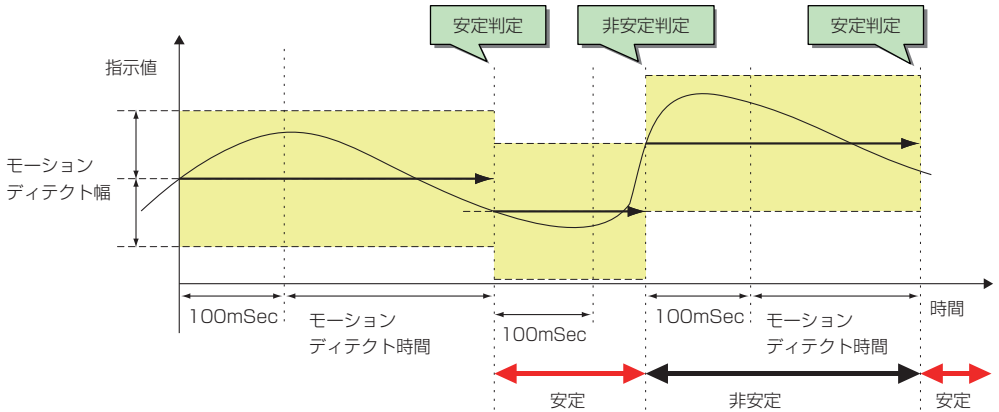 安定判定
非安定判定
安定判定
指示値
モーション
ディテクト幅
100mSec
モーション
ディテクト時間
100mSec
100mSec
モーション
ディテクト時間
時間
安定
非安定
安定